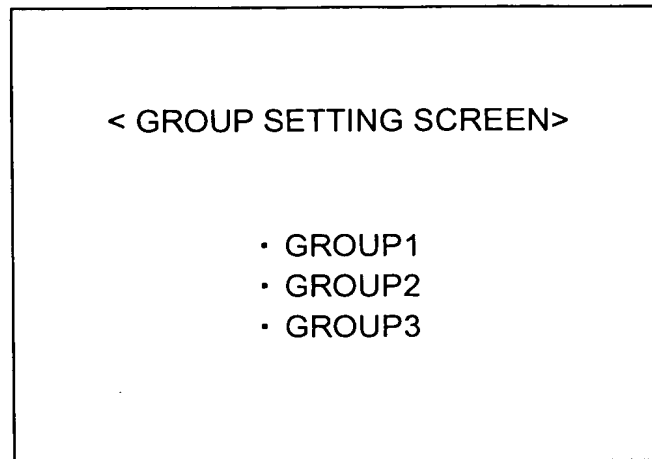 < GROUP SETTING SCREEN>
· GROUP1
· GROUP2
· GROUP3